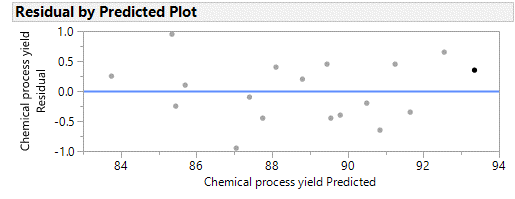 Residual by Predicted Plot
Chemical process yield
Residual
1.0
0.5
0.0
-0.5
-1.0
84 86 88 90 92 94
Chemical process yield Predicted